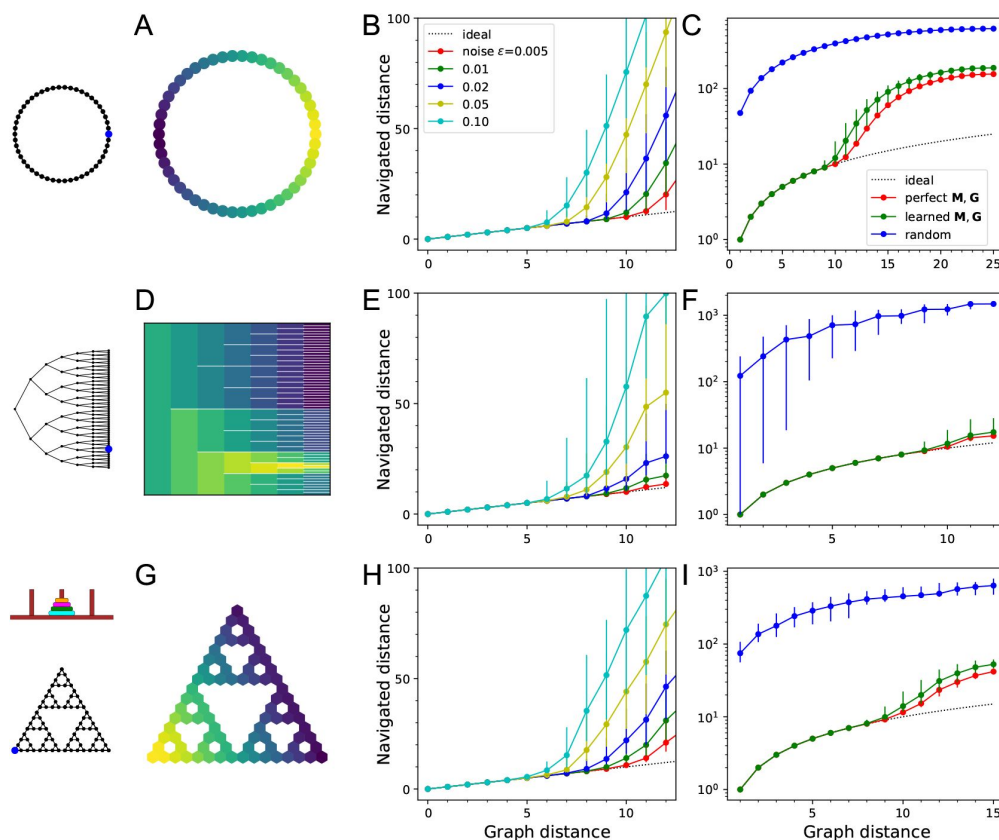 A
B
C
D
E
F
G
H
I
Navigated distance
100
50
0
0
5
10
ideal
noise ε=0.005
0.01
0.02
0.05
0.10
10²
10¹
10⁰
0
5
10
15
20
25
ideal
perfect M, G
learned M, G
random
Navigated distance
100
50
0
0
5
10
10³
10²
10¹
10⁰
5
10
Navigated distance
100
50
0
0
5
10
Graph distance
10³
10²
10¹
10⁰
5
10
15
Graph distance